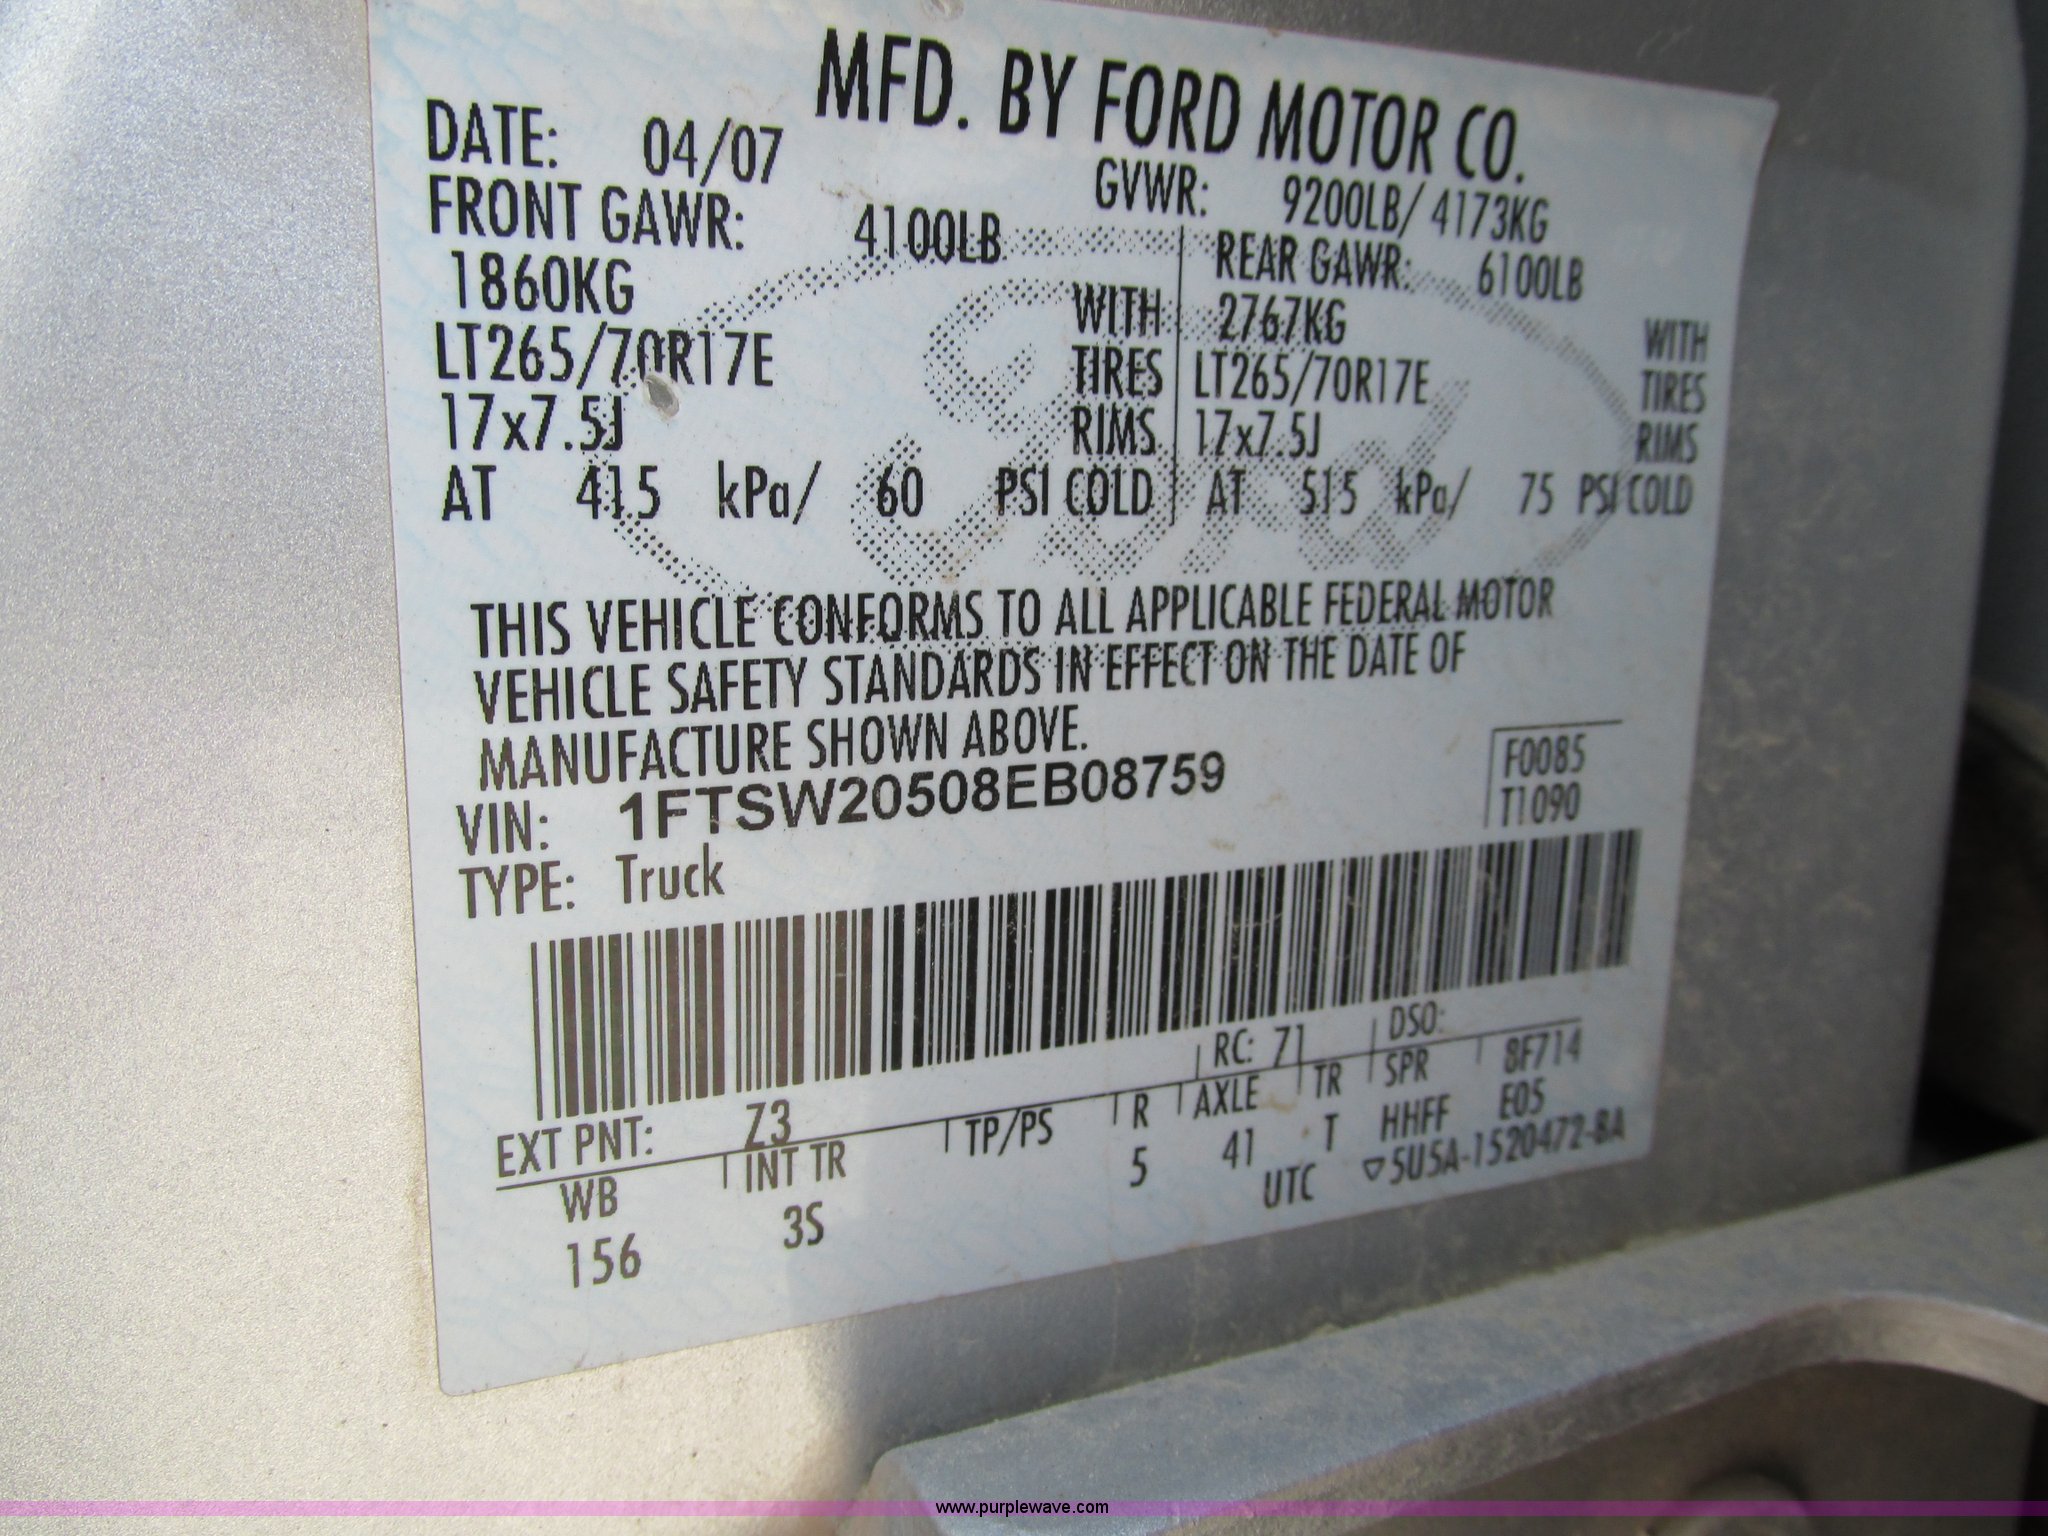 MFD. BY FORD MOTOR CO.
DATE: 04/07 GVWR: 9200LB/ 4173KG
FRONT GAWR: 4100LB REAR GAWR: 6100LB
1860KG WITH 2767KG WITH
LT265/70R17E TIRES LT265/70R17E TIRES
17x7.5J RIMS 17x7.5J RIMS
AT 415 kPa/ 60 PSI COLD AT 515 kPa/ 75 PSI COLD
Ford
THIS VEHICLE CONFORMS TO ALL APPLICABLE FEDERAL MOTOR
VEHICLE SAFETY STANDARDS IN EFFECT ON THE DATE OF
MANUFACTURE SHOWN ABOVE.
VIN: 1FTSW20508EB08759 F0085
TYPE: Truck T1090
EXT PNT: Z3 RC: 71 DSO: 8F714
WB INT TR TP/PS R AXLE TR SPR E05
156 3S 5 41 T HHFF
UTC ▽5U5A-1520472-BA
www.purplewave.com